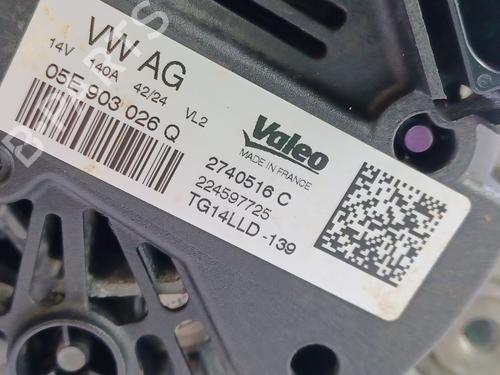 VW AG
14V 140A 42/24 VL2
05E 903 026 Q
Valeo
MADE IN FRANCE
2740516 C
224597725
TG14LLD-139